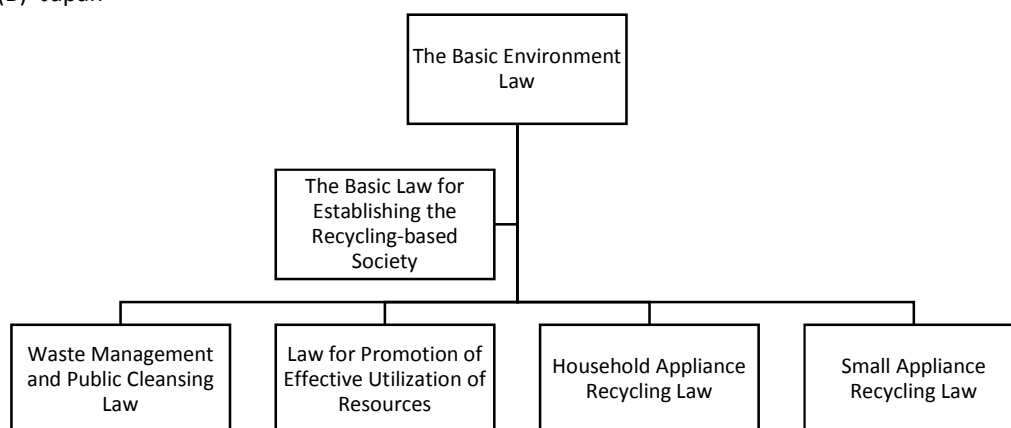 (B) Japan
The Basic Environment
Law
The Basic Law for
Establishing the
Recycling-based
Society
Waste Management
and Public Cleansing
Law
Law for Promotion of
Effective Utilization of
Resources
Household Appliance
Recycling Law
Small Appliance
Recycling Law